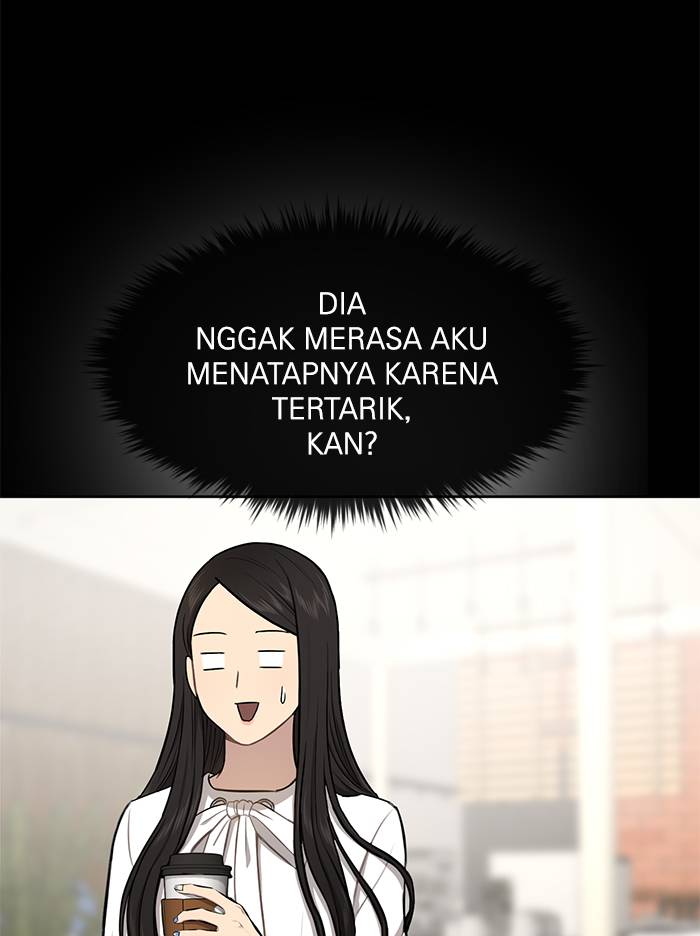 DIA
NGGAK MERASA AKU
MENATAPNYA KARENA
TERTARIK,
KAN?